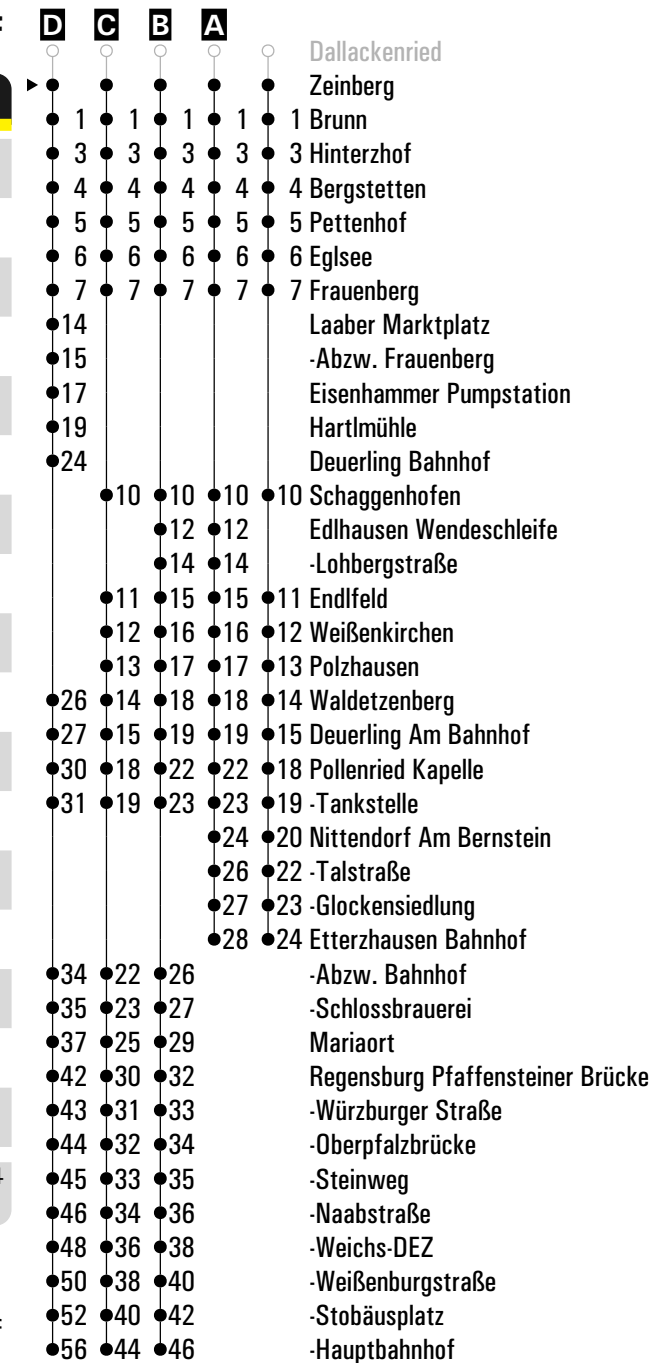 D C B A
Dallackenried
Zeinberg
1 1 1 1 1 Brunn
3 3 3 3 3 Hinterzhof
4 4 4 4 4 Bergstetten
5 5 5 5 5 Pettenhof
6 6 6 6 6 Eglsee
7 7 7 7 7 Frauenberg
14 Laaber Marktplatz
15 -Abzw. Frauenberg
17 Eisenhammer Pumpstation
19 Hartlmühle
24 Deuerling Bahnhof
10 10 10 10 Schaggenhofen
12 12 Edlhausen Wendeschleife
14 14 -Lohbergstraße
11 15 15 11 Endlfeld
12 16 16 12 Weißenkirchen
13 17 17 13 Polzhausen
26 14 18 18 14 Waldetzenberg
27 15 19 19 15 Deuerling Am Bahnhof
30 18 22 22 18 Pollenried Kapelle
31 19 23 23 19 -Tankstelle
24 20 Nittendorf Am Bernstein
26 22 -Talstraße
27 23 -Glockensiedlung
28 24 Etterzhausen Bahnhof
34 22 26 -Abzw. Bahnhof
35 23 27 -Schlossbrauerei
37 25 29 Mariaort
42 30 32 Regensburg Pfaffensteiner Brücke
43 31 33 -Würzburger Straße
44 32 34 -Oberpfalzbrücke
45 33 35 -Steinweg
46 34 36 -Naabstraße
48 36 38 -Weichs-DEZ
50 38 40 -Weißenburgstraße
52 40 42 -Stobäusplatz
56 44 46 -Hauptbahnhof